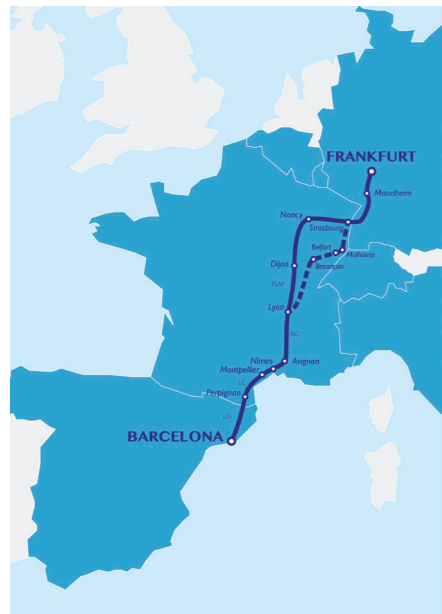 FRANKFURT
Mannheim
Nancy
Strasbourg
Belfort
Mulhouse
Besançon
Dijon
PLM
Lyon
RG
Nîmes
Avignon
Montpellier
LC
Perpignan
LN
BARCELONA